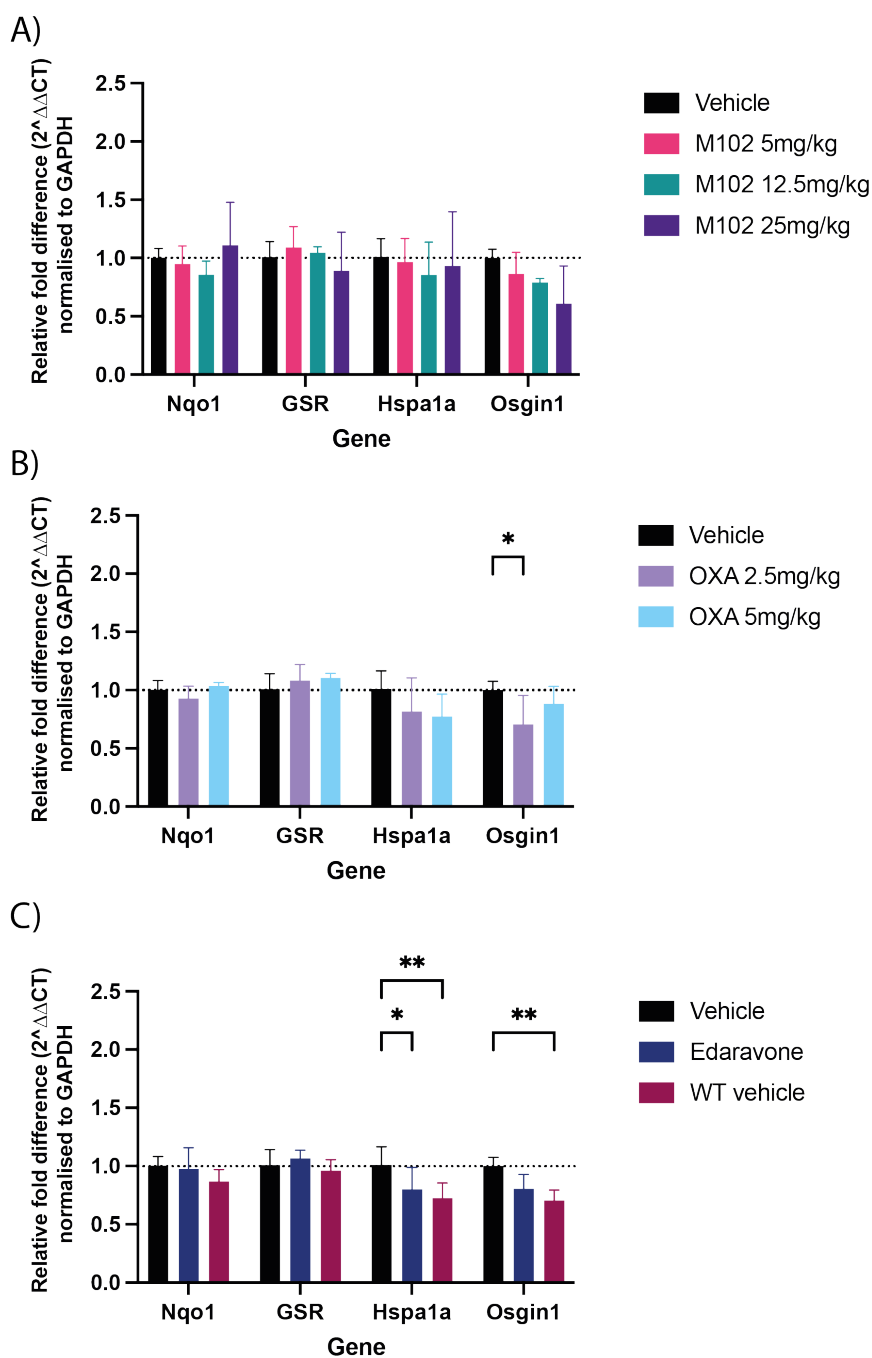 A)
Relative fold difference (2^∆∆CT)
normalised to GAPDH
2.5
2.0
1.5
1.0
0.5
0.0
Nqo1 GSR Hspa1a Osgin1
Gene
Vehicle
M102 5mg/kg
M102 12.5mg/kg
M102 25mg/kg
B)
Relative fold difference (2^∆∆CT)
normalised to GAPDH
2.5
2.0
1.5
1.0
0.5
0.0
*
Nqo1 GSR Hspa1a Osgin1
Gene
Vehicle
OXA 2.5mg/kg
OXA 5mg/kg
C)
Relative fold difference (2^∆∆CT)
normalised to GAPDH
2.5
2.0
1.5
1.0
0.5
0.0
**
* **
Nqo1 GSR Hspa1a Osgin1
Gene
Vehicle
Edaravone
WT vehicle